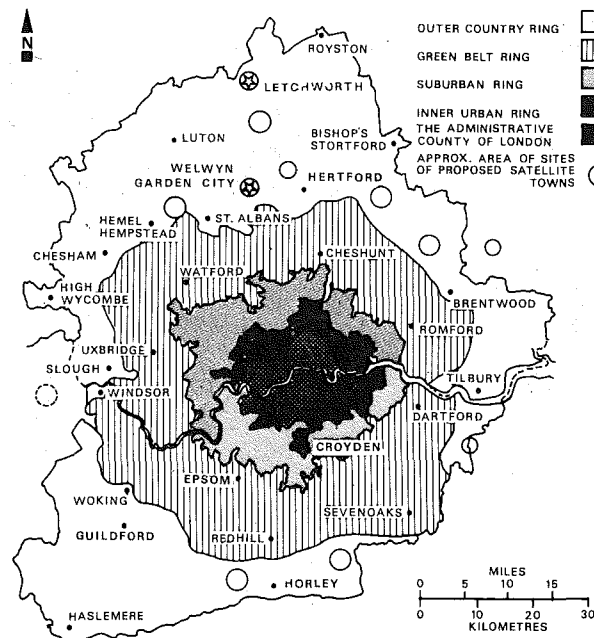 N
ROYSTON
LETCHWORTH
LUTON
BISHOP'S
STORTFORD
WELWYN
GARDEN CITY
HERTFORD
HEMEL
HEMPSTEAD
ST. ALBANS
CHESHAM
CHESHUNT
WATFORD
HIGH
WYCOMBE
BRENTWOOD
ROMFORD
UXBRIDGE
SLOUGH
WINDSOR
TILBURY
DARTFORD
CROYDEN
EPSOM
WOKING
SEVENOAKS
GUILDFORD
REDHILL
HORLEY
HASLEMERE
OUTER COUNTRY RING
GREEN BELT RING
SUBURBAN RING
INNER URBAN RING
THE ADMINISTRATIVE
COUNTY OF LONDON
APPROX. AREA OF SITES
OF PROPOSED SATELLITE
TOWNS
MILES
0 5 10 15
0 10 20 30
KILOMETRES